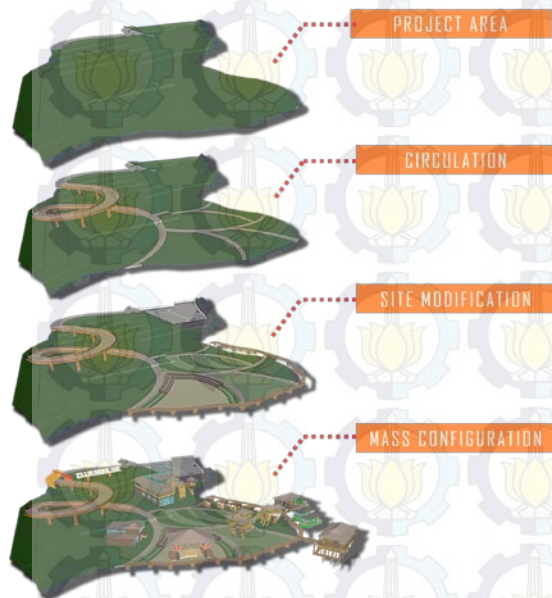 PROJECT AREA
CIRCULATION
SITE MODIFICATION
MASS CONFIGURATION